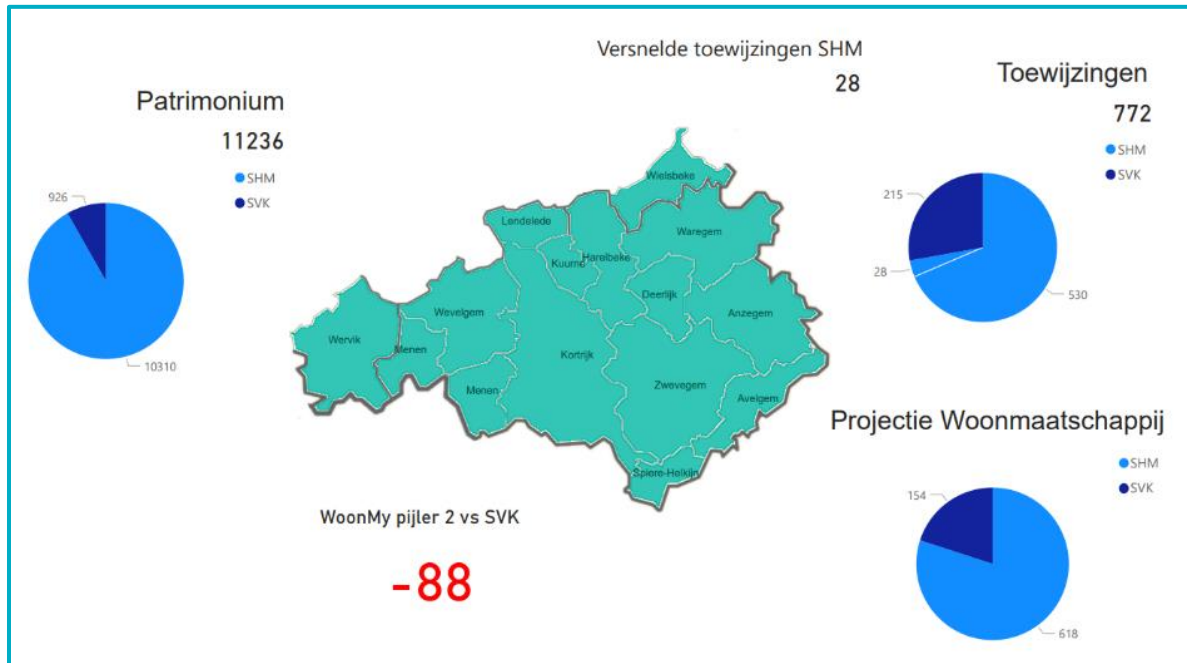 Versnelde toewijzingen SHM
28
Patrimonium
11236
SHM
SVK
926
10310
Toewijzingen
772
SHM
SVK
215
28
530
Wielsbeke
Lendelede
Waregem
Kuurne
Harelbeke
Deerlijk
Wevelgem
Anzegem
Wervik
Menen
Kortrijk
Menen
Zwevegem
Avelgem
Spiere-Helkijn
Projectie Woonmaatschappij
SHM
SVK
154
618
WoonMy pijler 2 vs SVK
-88